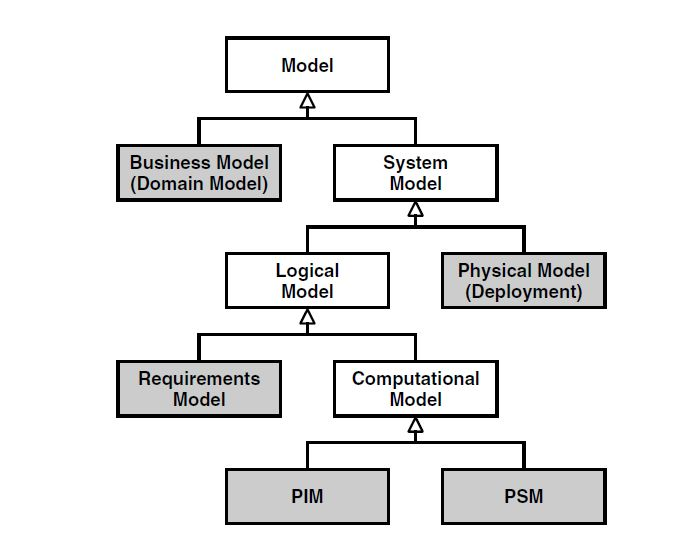 Model
Business Model
(Domain Model)
System
Model
Logical
Model
Physical Model
(Deployment)
Requirements
Model
Computational
Model
PIM
PSM